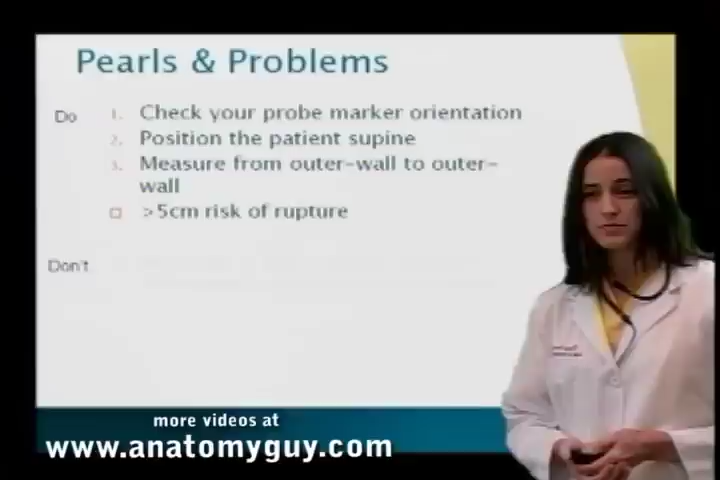 Pearls & Problems
Do
1. Check your probe marker orientation
2. Position the patient supine
3. Measure from outer-wall to outer-
wall
>5cm risk of rupture
Don't
more videos at
www.anatomyguy.com